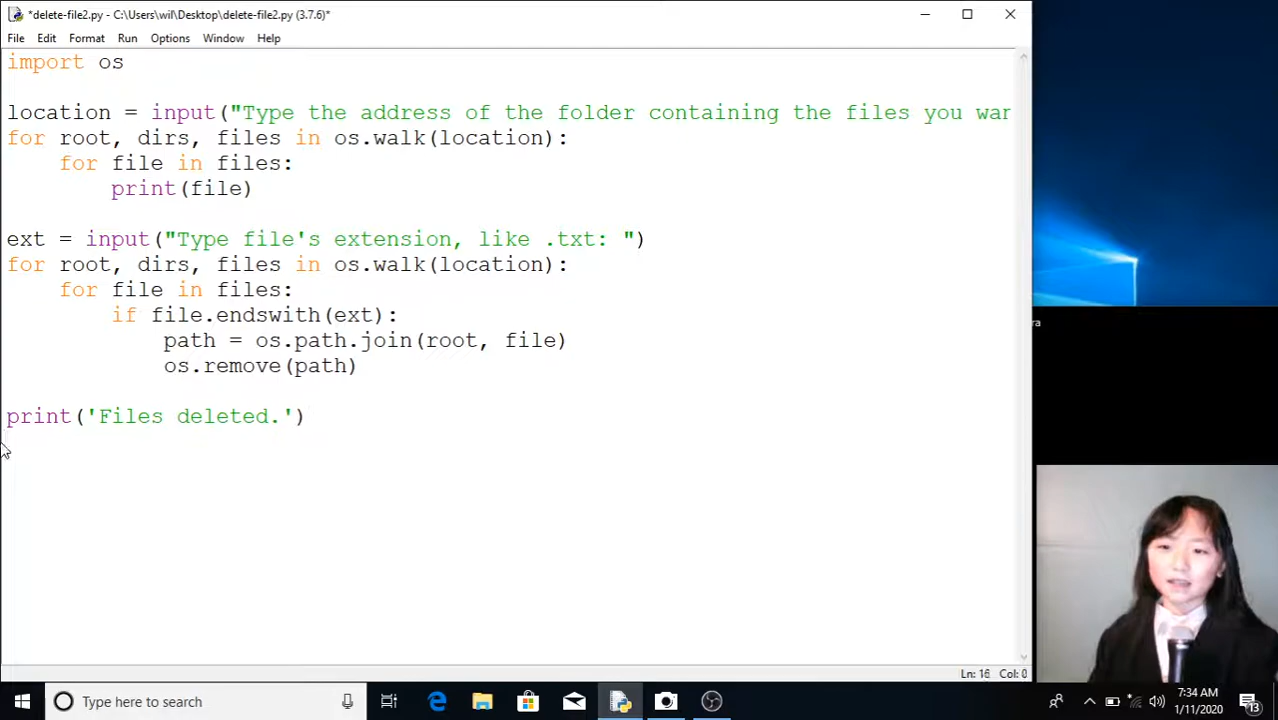 *delete-file2.py - C:\Users\wil\Desktop\delete-file2.py (3.7.6)*
File Edit Format Run Options Window Help
import os
location = input("Type the address of the folder containing the files you war
for root, dirs, files in os.walk(location):
for file in files:
print(file)
ext = input("Type file's extension, like .txt: ")
for root, dirs, files in os.walk(location):
for file in files:
if file.endswith(ext):
path = os.path.join(root, file)
os.remove(path)
print('Files deleted.')
ra
Ln: 16 Col: 0
Type here to search
7:34 AM
1/11/2020
13